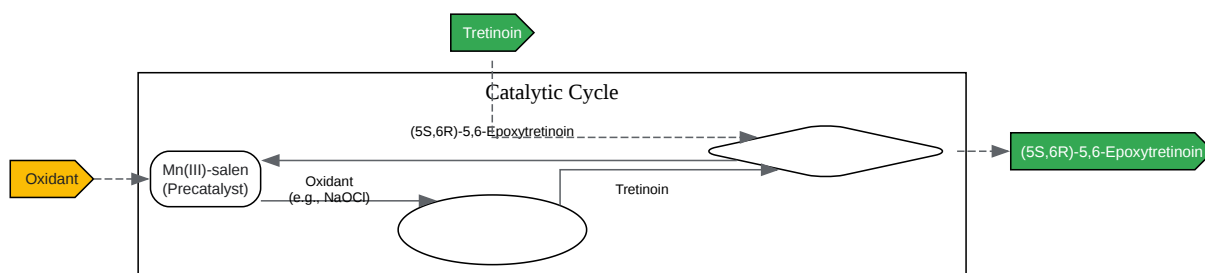 Tretinoin
Catalytic Cycle
(5S,6R)-5,6-Epoxytretinoin
(5S,6R)-5,6-Epoxytretinoin
Mn(III)-salen
(Precatalyst)
Oxidant
Oxidant
(e.g., NaOCl)
Tretinoin